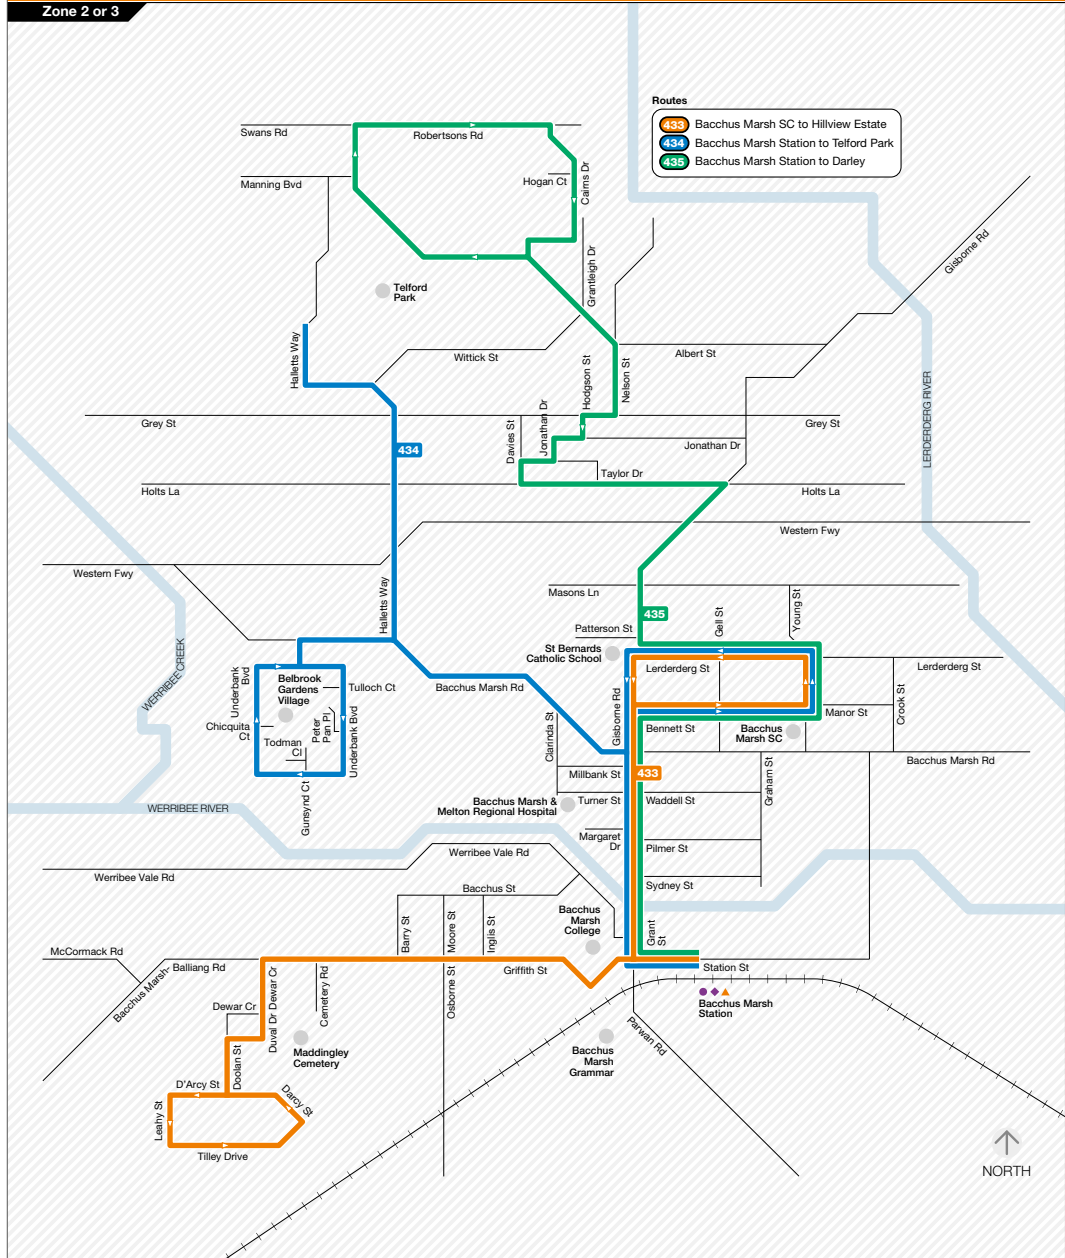 Zone 2 or 3
Routes
433 Bacchus Marsh SC to Hillview Estate
434 Bacchus Marsh Station to Telford Park
435 Bacchus Marsh Station to Darley
Swans Rd
Robertsons Rd
Manning Bvd
Hogan Ct
Cairns Dr
Gisborne Rd
Grantleigh Dr
Telford
Park
Halletts Way
Wittick St
Albert St
Hodgson St
Nelson St
LERDERDERG RIVER
Grey St
Davies St
Jonathan Dr
Grey St
434
Jonathan Dr
Taylor Dr
Holts La
Holts La
Western Fwy
Western Fwy
Halletts Way
Masons Ln
Young St
435
Gell St
Patterson St
St Bernards
Catholic School
WERRIBEE CREEK
Underbank
Bvd
Belbrook
Gardens
Village
Tulloch Ct
Bacchus Marsh Rd
Lerderderg St
Lerderderg St
Crook St
Gisborne Rd
Manor St
Chicquita
Ct
Peter
Pan Pl
Underbank Bvd
Todman
Cl
Clarinda St
Bennett St
Bacchus
Marsh SC
Bacchus Marsh Rd
Millbank St
433
Graham St
Gunsynd Ct
WERRIBEE RIVER
Bacchus Marsh &
Melton Regional Hospital
Turner St
Waddell St
Margaret
Dr
Pilmer St
Werribee Vale Rd
Werribee Vale Rd
Sydney St
Bacchus St
Barry St
Moore St
Inglis St
Bacchus
Marsh
College
Grant
St
McCormack Rd
Balliang Rd
Bacchus Marsh-
Griffith St
Station St
Dewar Cr
Duval Dr
Dewar Cr
Cemetery Rd
Osborne St
Bacchus Marsh
Station
Doolan St
Maddingley
Cemetery
Bacchus
Marsh
Grammar
Parwan Rd
D'Arcy St
Darcy St
Leahy St
Tilley Drive
NORTH